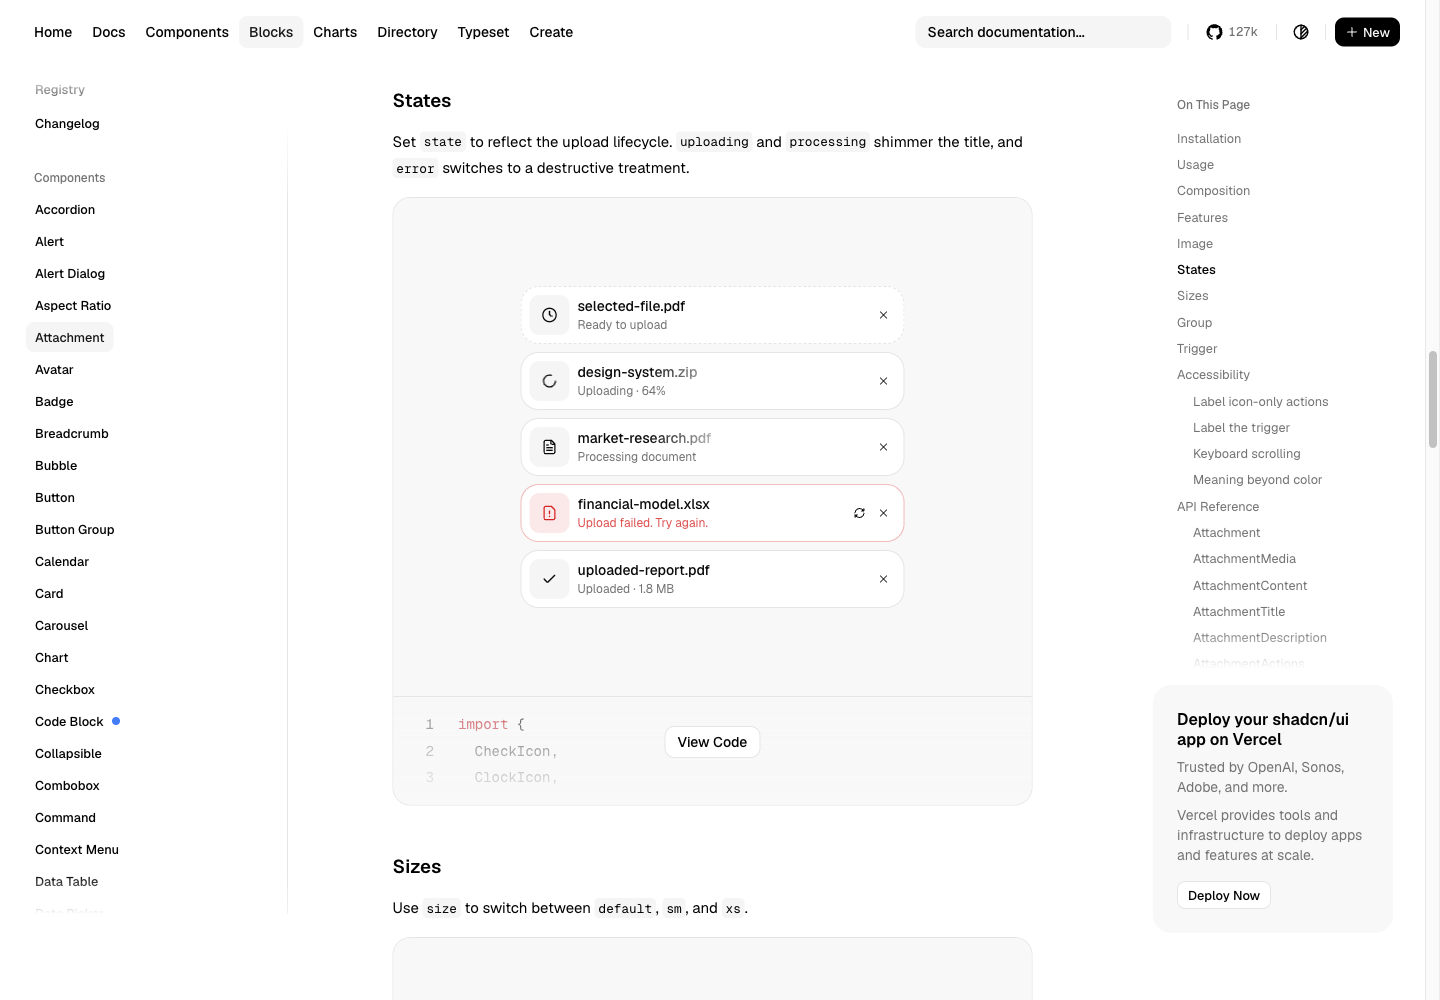 Home Docs Components Blocks Charts Directory Typeset Create
Search documentation...
127k
New
Registry
Changelog
Components
Accordion
Alert
Alert Dialog
Aspect Ratio
Attachment
Avatar
Badge
Breadcrumb
Bubble
Button
Button Group
Calendar
Card
Carousel
Chart
Checkbox
Code Block
Collapsible
Combobox
Command
Context Menu
Data Table
Date Picker
States
Set state to reflect the upload lifecycle. uploading and processing shimmer the title, and
error switches to a destructive treatment.
selected-file.pdf
Ready to upload
design-system.zip
Uploading · 64%
market-research.pdf
Processing document
financial-model.xlsx
Upload failed. Try again.
uploaded-report.pdf
Uploaded · 1.8 MB
1 import {
2 CheckIcon,
3 ClockIcon,
View Code
Sizes
Use size to switch between default, sm, and xs.
On This Page
Installation
Usage
Composition
Features
Image
States
Sizes
Group
Trigger
Accessibility
Label icon-only actions
Label the trigger
Keyboard scrolling
Meaning beyond color
API Reference
Attachment
AttachmentMedia
AttachmentContent
AttachmentTitle
AttachmentDescription
AttachmentActions
Deploy your shadcn/ui
app on Vercel
Trusted by OpenAI, Sonos,
Adobe, and more.
Vercel provides tools and
infrastructure to deploy apps
and features at scale.
Deploy Now